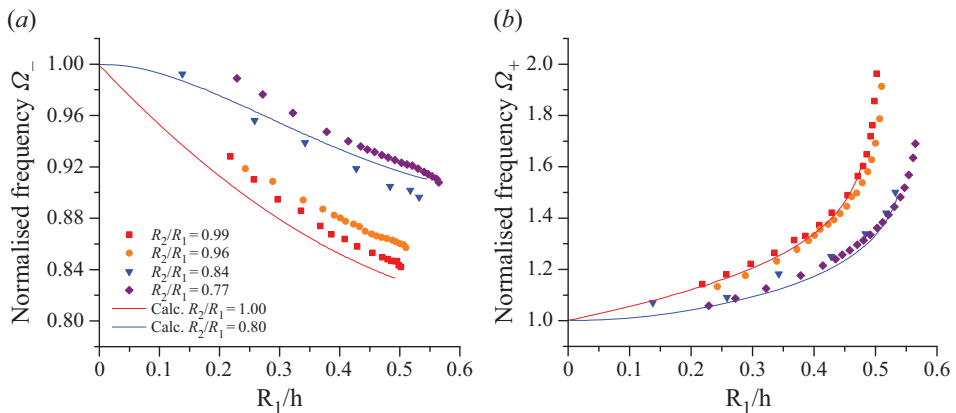 (a)
Normalised frequency Ω−
1.00
0.96
0.92
0.88
0.84
0.80
R2/R1 = 0.99
R2/R1 = 0.96
R2/R1 = 0.84
R2/R1 = 0.77
Calc. R2/R1 = 1.00
Calc. R2/R1 = 0.80
0 0.1 0.2 0.3 0.4 0.5 0.6
R1/h
(b)
Normalised frequency Ω+
2.0
1.8
1.6
1.4
1.2
1.0
0 0.1 0.2 0.3 0.4 0.5 0.6
R1/h